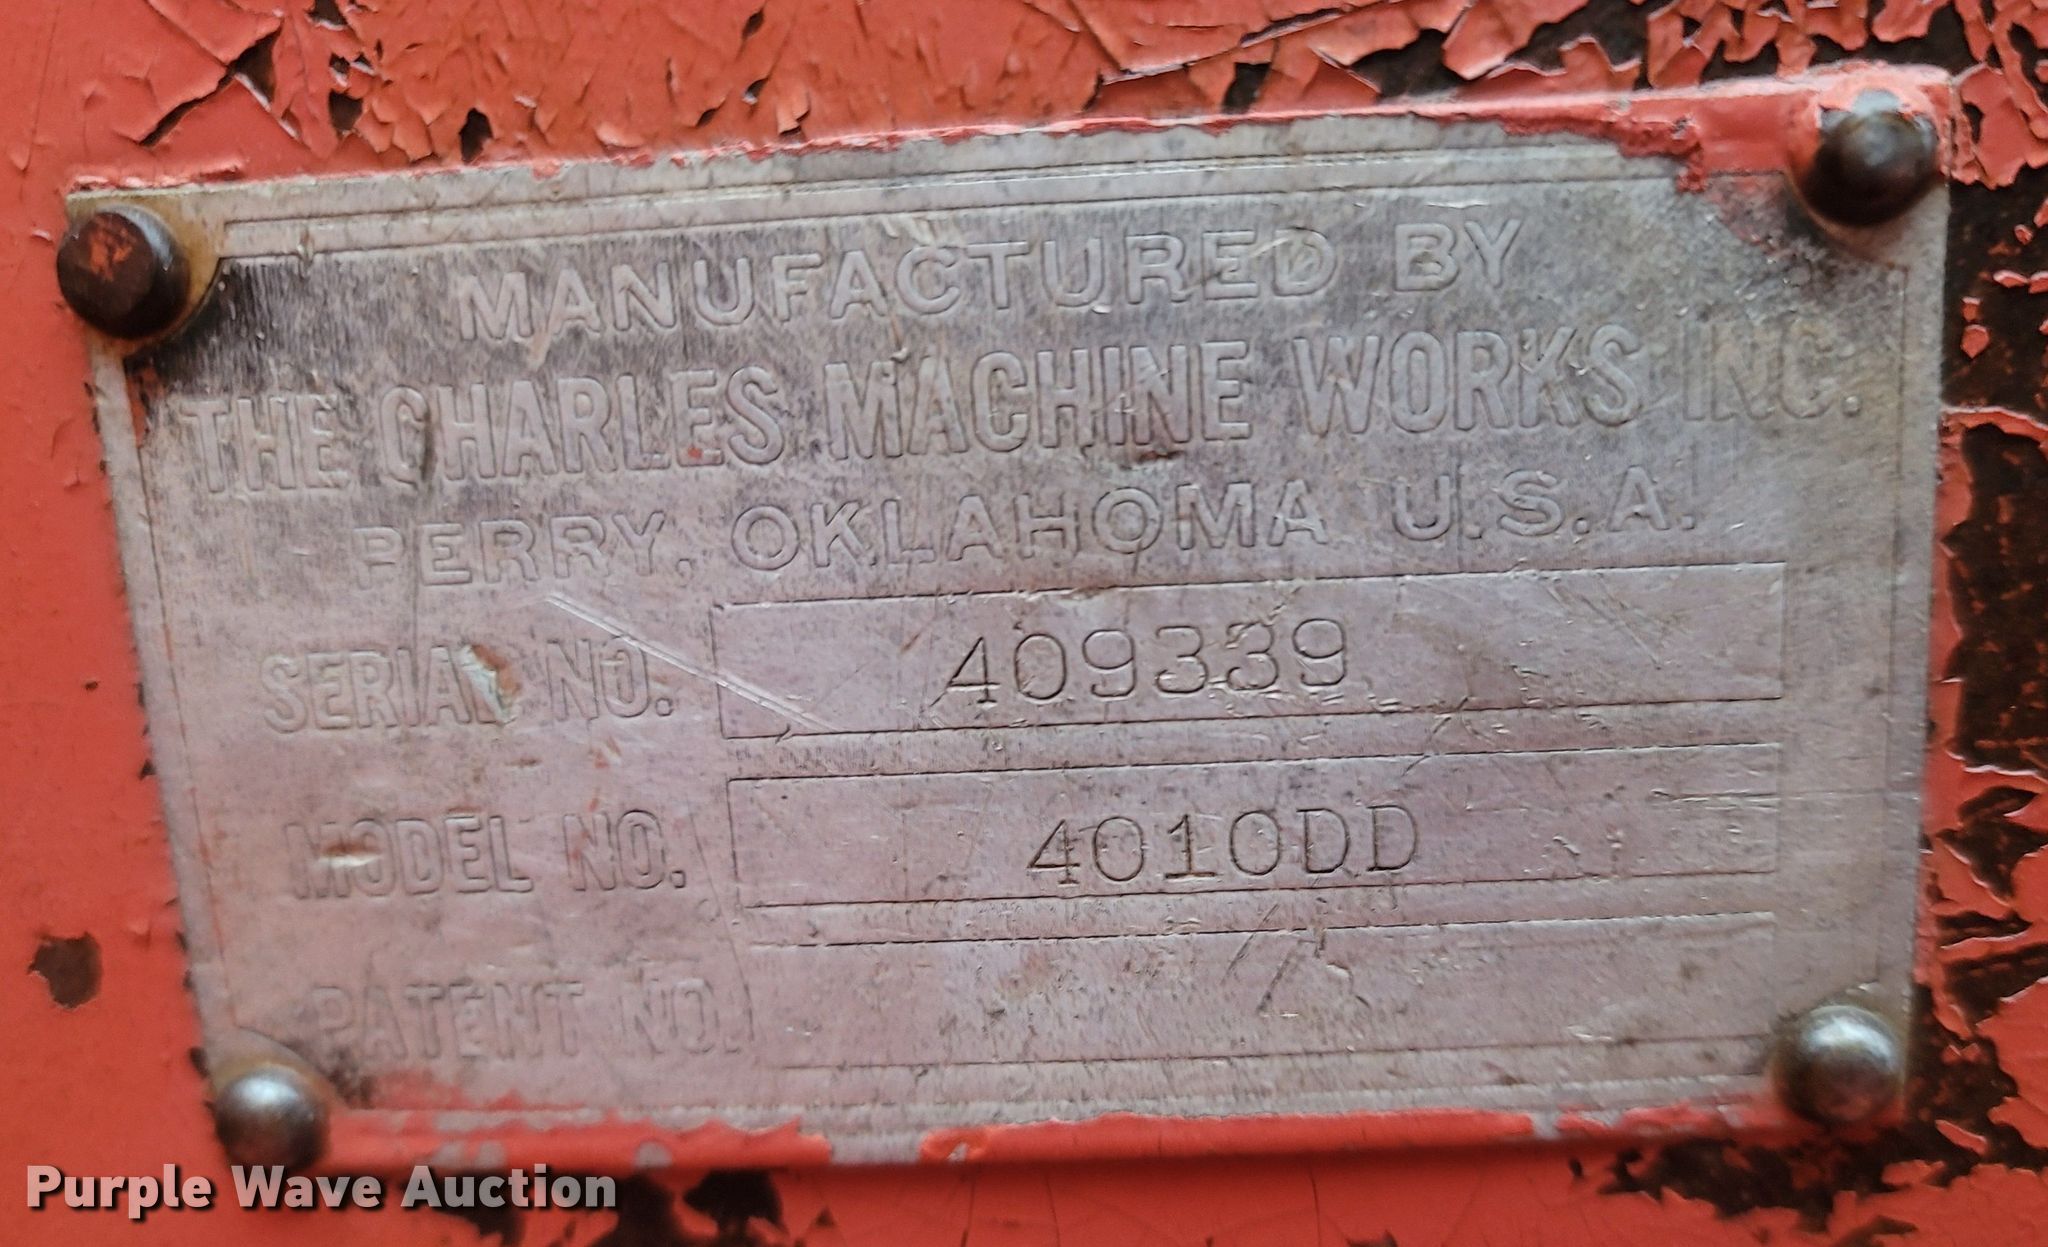 MANUFACTURED BY
THE CHARLES MACHINE WORKS INC.
PERRY, OKLAHOMA U.S.A.
SERIAL NO. 409339
MODEL NO. 4010DD
PATENT NO.
Purple Wave Auction